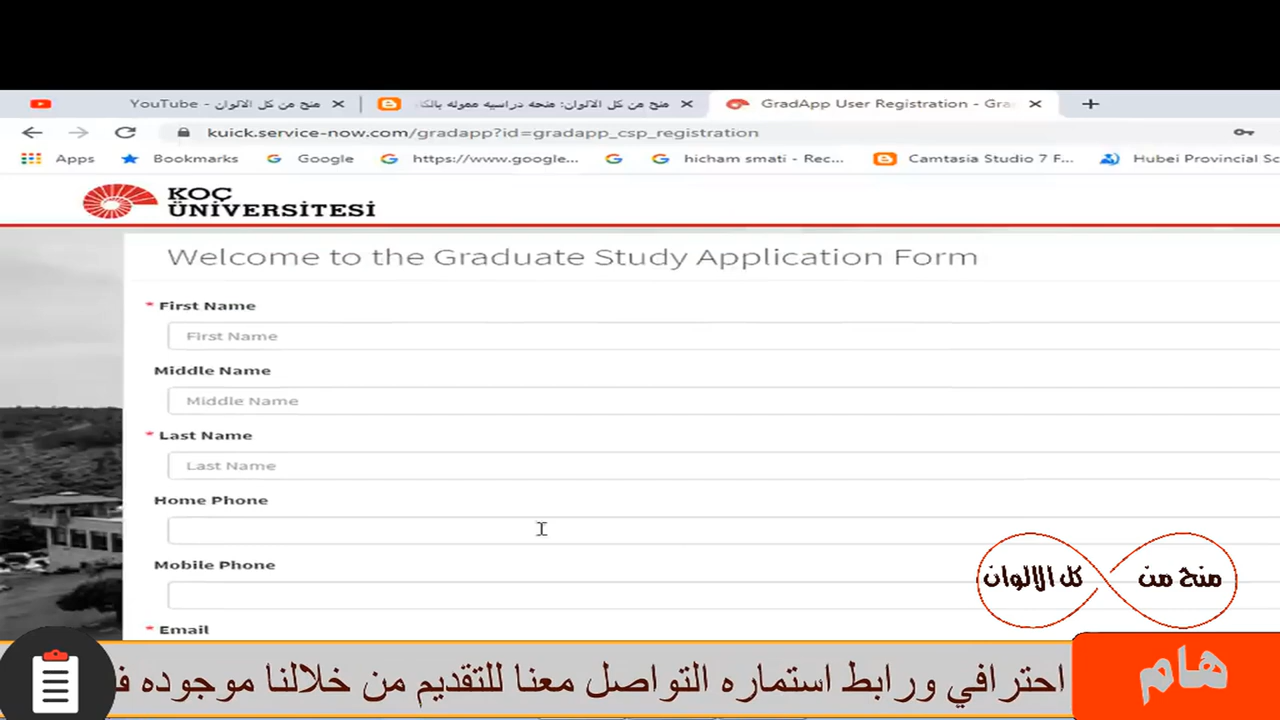 منح من كل الالوان - YouTube
منح من كل الالوان: منحه دراسيه مموله بالكا
GradApp User Registration - Gra
kuick.service-now.com/gradapp?id=gradapp_csp_registration
Apps Bookmarks Google https://www.google... hicham smati - Rec... Camtasia Studio 7 F... Hubei Provincial Sc
KOÇ
ÜNİVERSİTESİ
Welcome to the Graduate Study Application Form
* First Name
First Name
Middle Name
Middle Name
* Last Name
Last Name
Home Phone
Mobile Phone
* Email
منح من كل الالوان
هام
احترافي ورابط استماره التواصل معنا للتقديم من خلالنا موجوده ف